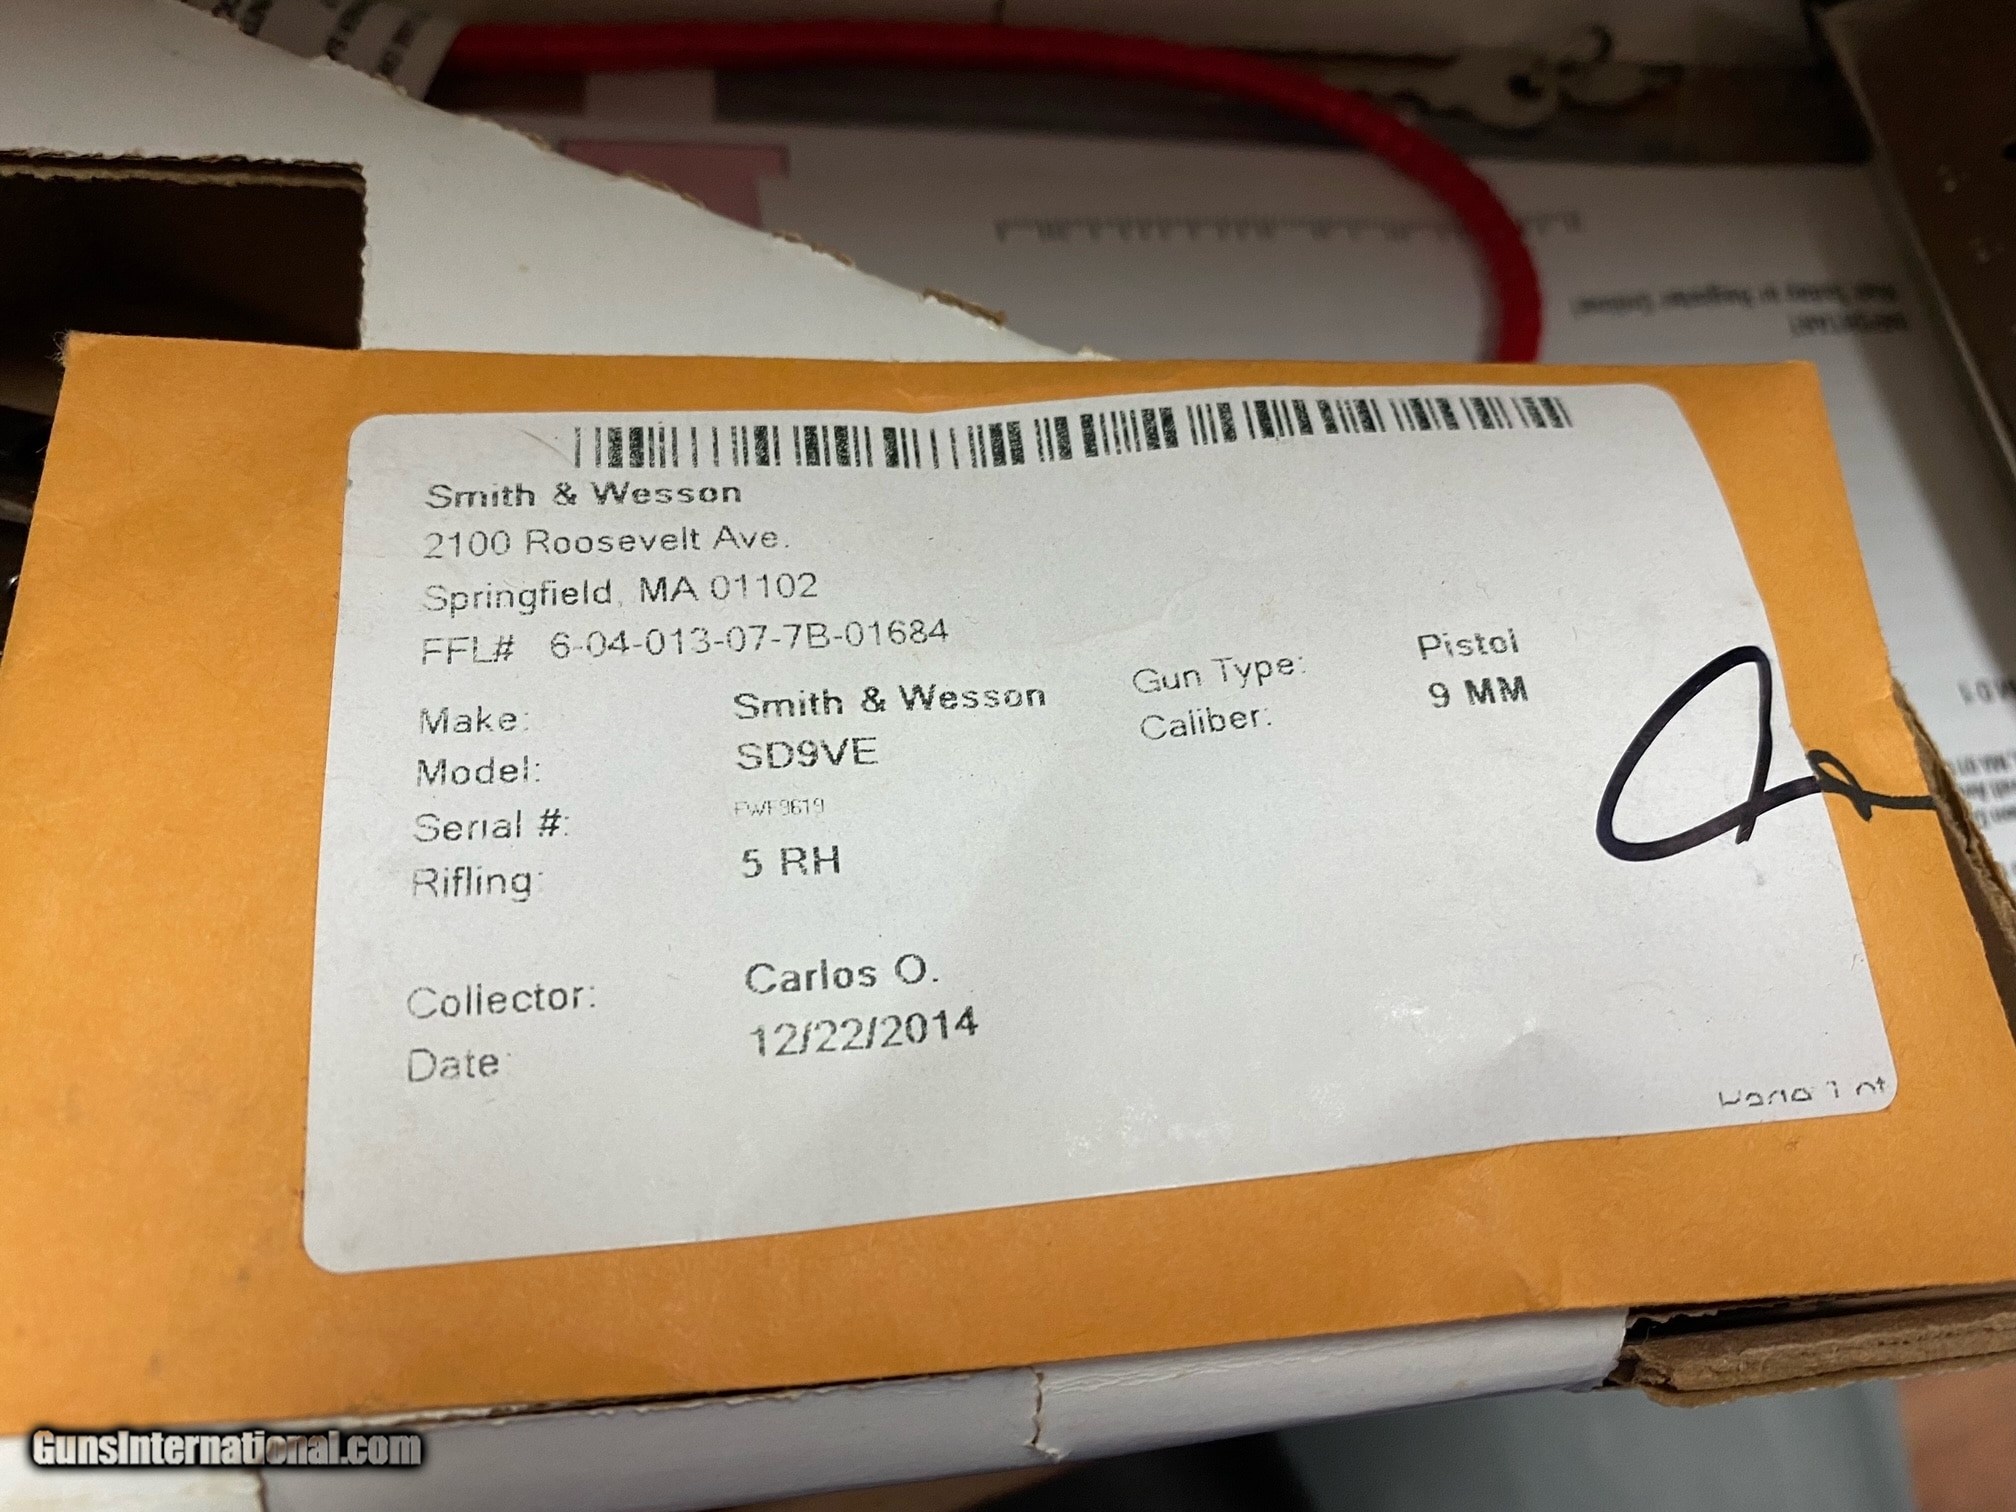 Smith & Wesson
2100 Roosevelt Ave.
Springfield, MA 01102
FFL# 6-04-013-07-7B-01684
Make: Smith & Wesson Gun Type: Pistol
Model: SD9VE Caliber: 9 MM
Serial #:
Rifling: 5 RH
Collector: Carlos O.
Date: 12/22/2014
GunsInternational.com